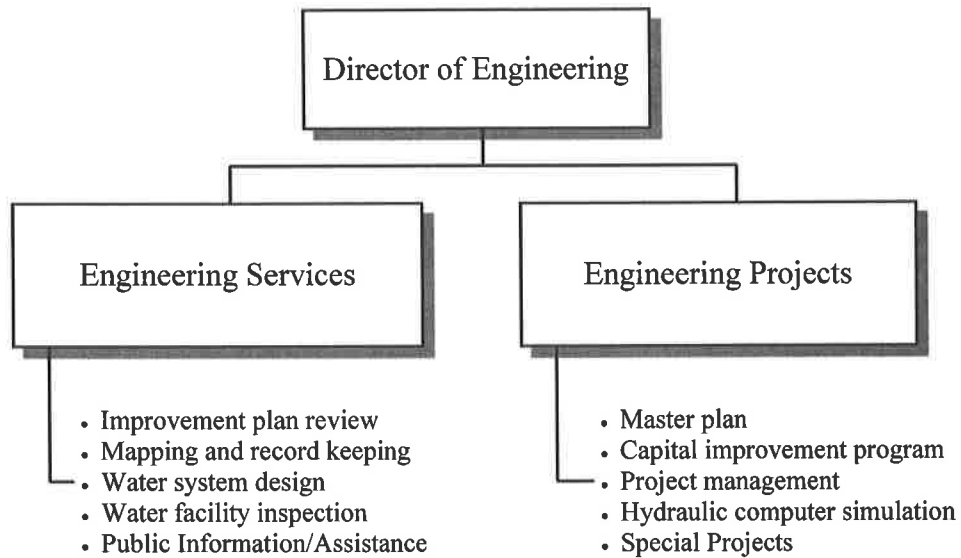 Director of Engineering
Engineering Services
• Improvement plan review
• Mapping and record keeping
• Water system design
• Water facility inspection
• Public Information/Assistance
Engineering Projects
• Master plan
• Capital improvement program
• Project management
• Hydraulic computer simulation
• Special Projects